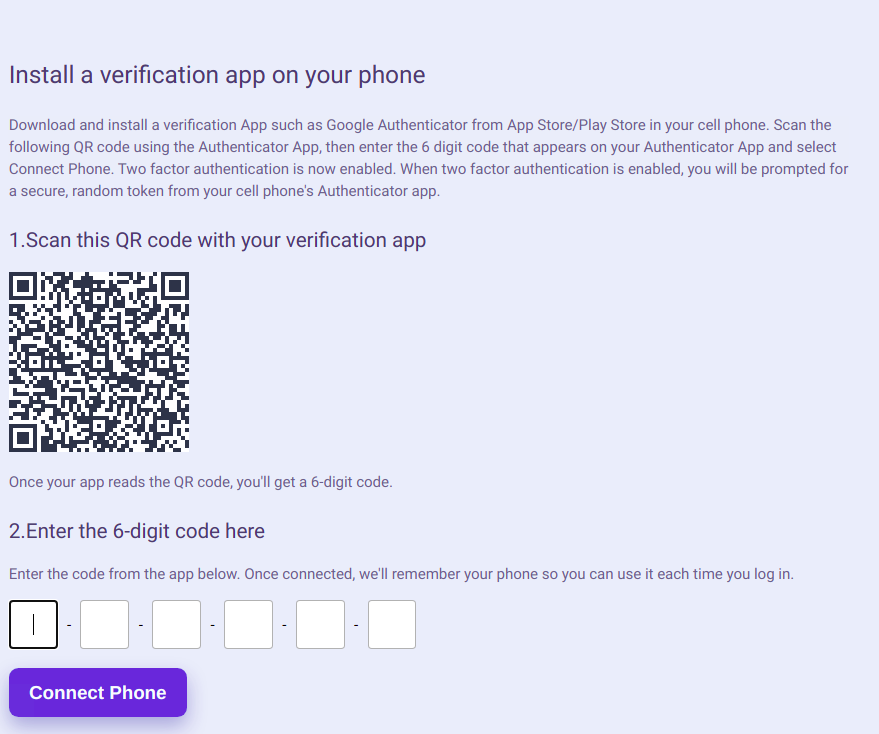 Install a verification app on your phone
Download and install a verification App such as Google Authenticator from App Store/Play Store in your cell phone. Scan the
following QR code using the Authenticator App, then enter the 6 digit code that appears on your Authenticator App and select
Connect Phone. Two factor authentication is now enabled. When two factor authentication is enabled, you will be prompted for
a secure, random token from your cell phone's Authenticator app.
1.Scan this QR code with your verification app
Once your app reads the QR code, you'll get a 6-digit code.
2.Enter the 6-digit code here
Enter the code from the app below. Once connected, we'll remember your phone so you can use it each time you log in.
- - - - -
Connect Phone